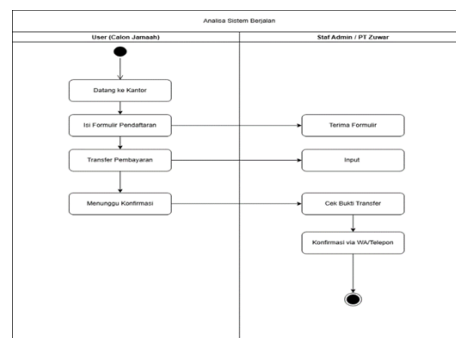 Analisa Sistem Berjalan
User (Calon Jamaah)
Staf Admin / PT Zuwar
Datang ke Kantor
Isi Formulir Pendaftaran
Terima Formulir
Transfer Pembayaran
Input
Menunggu Konfirmasi
Cek Bukti Transfer
Konfirmasi via WA/Telepon